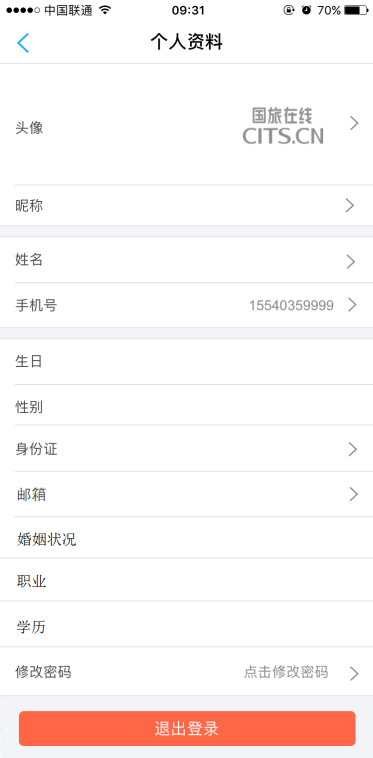 中国联通 09:31 70%
个人资料
头像
国旅在线
CITS.CN
昵称
姓名
手机号 15540359999
生日
性别
身份证
邮箱
婚姻状况
职业
学历
修改密码 点击修改密码
退出登录